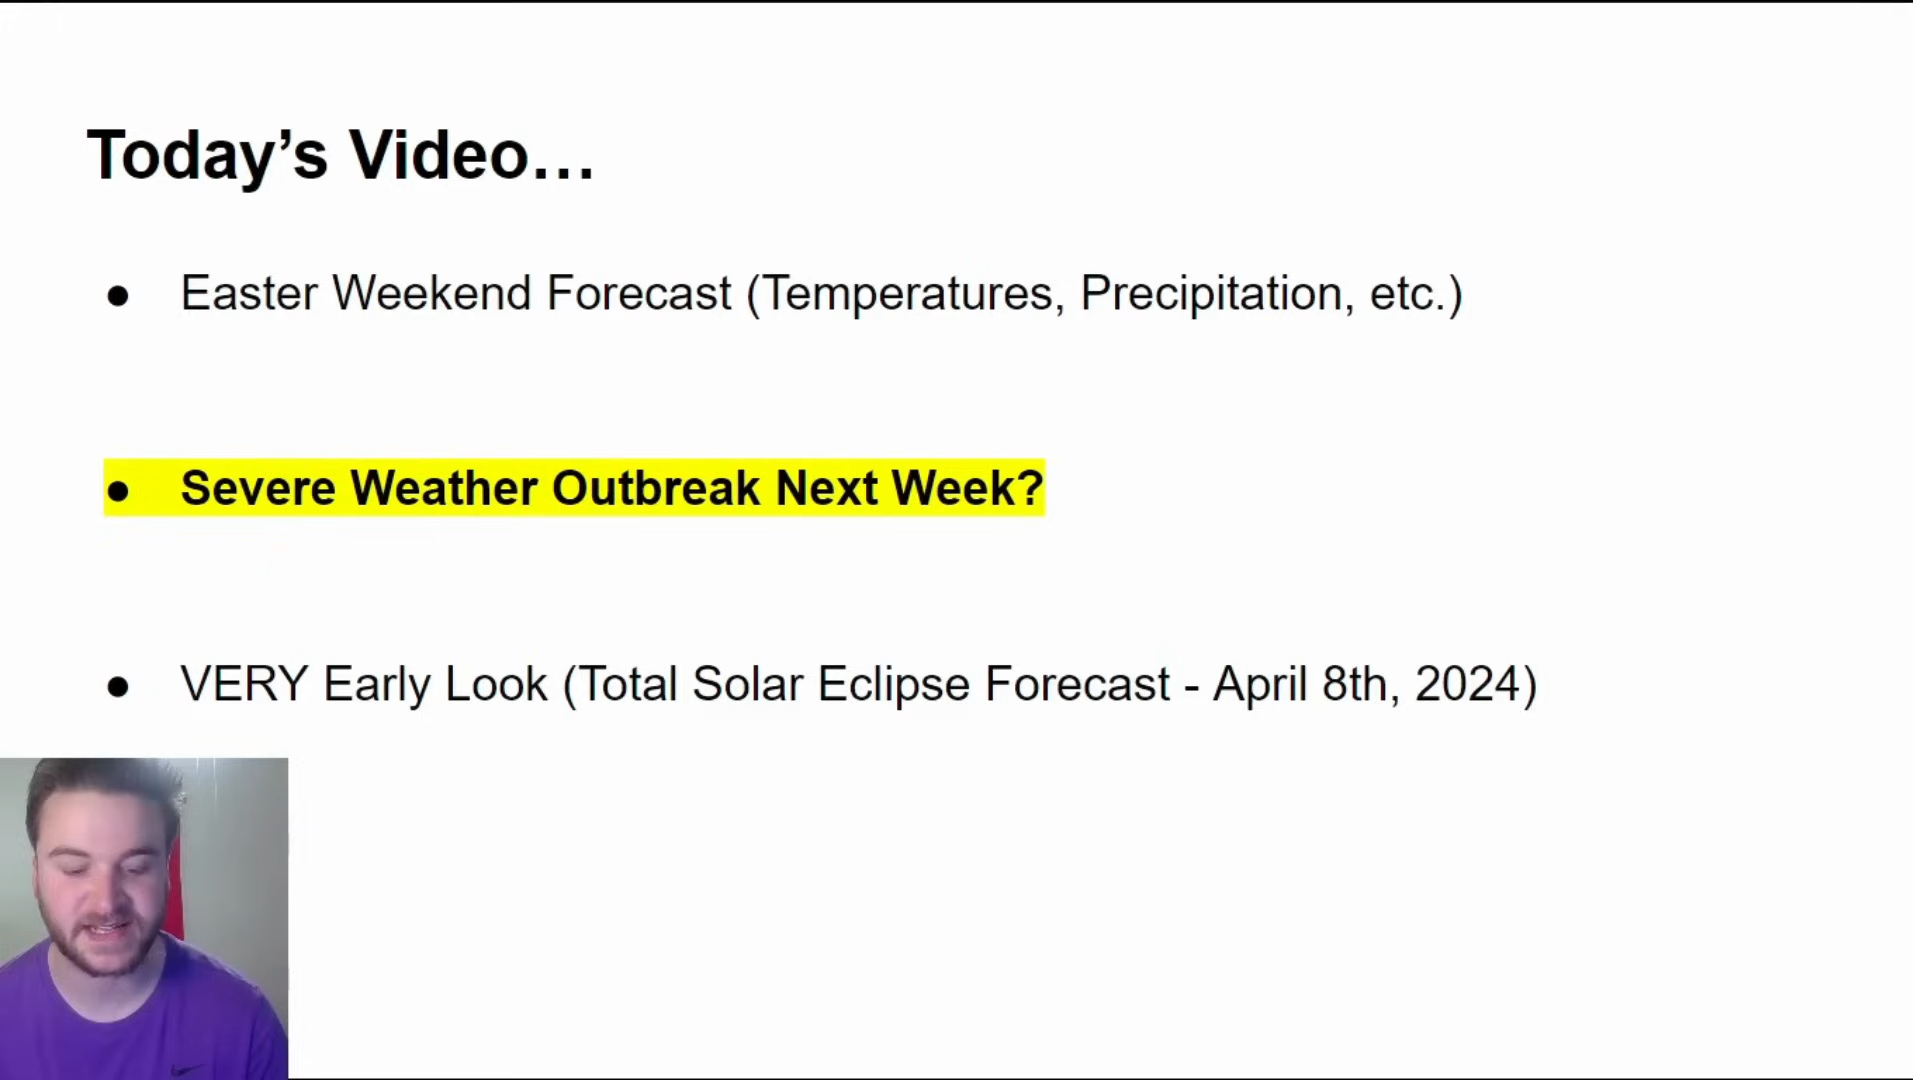 Today’s Video…
● Easter Weekend Forecast (Temperatures, Precipitation, etc.)
● Severe Weather Outbreak Next Week?
● VERY Early Look (Total Solar Eclipse Forecast - April 8th, 2024)